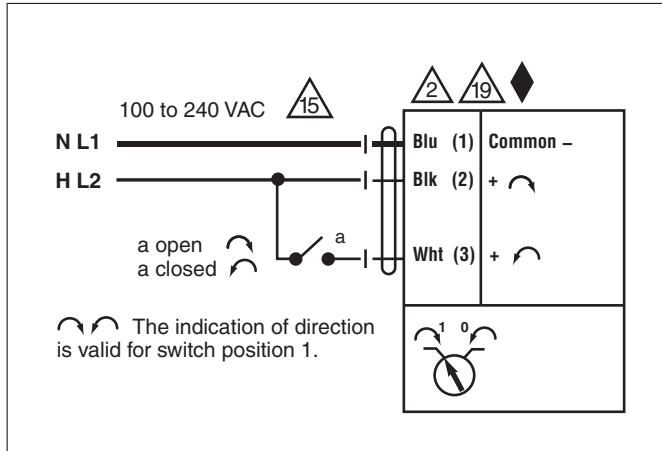 2 19
100 to 240 VAC 15
N L1 Blu (1) Common –
H L2 Blk (2) +
a
a open
a closed Wht (3) +
The indication of direction
is valid for switch position 1.
1 0